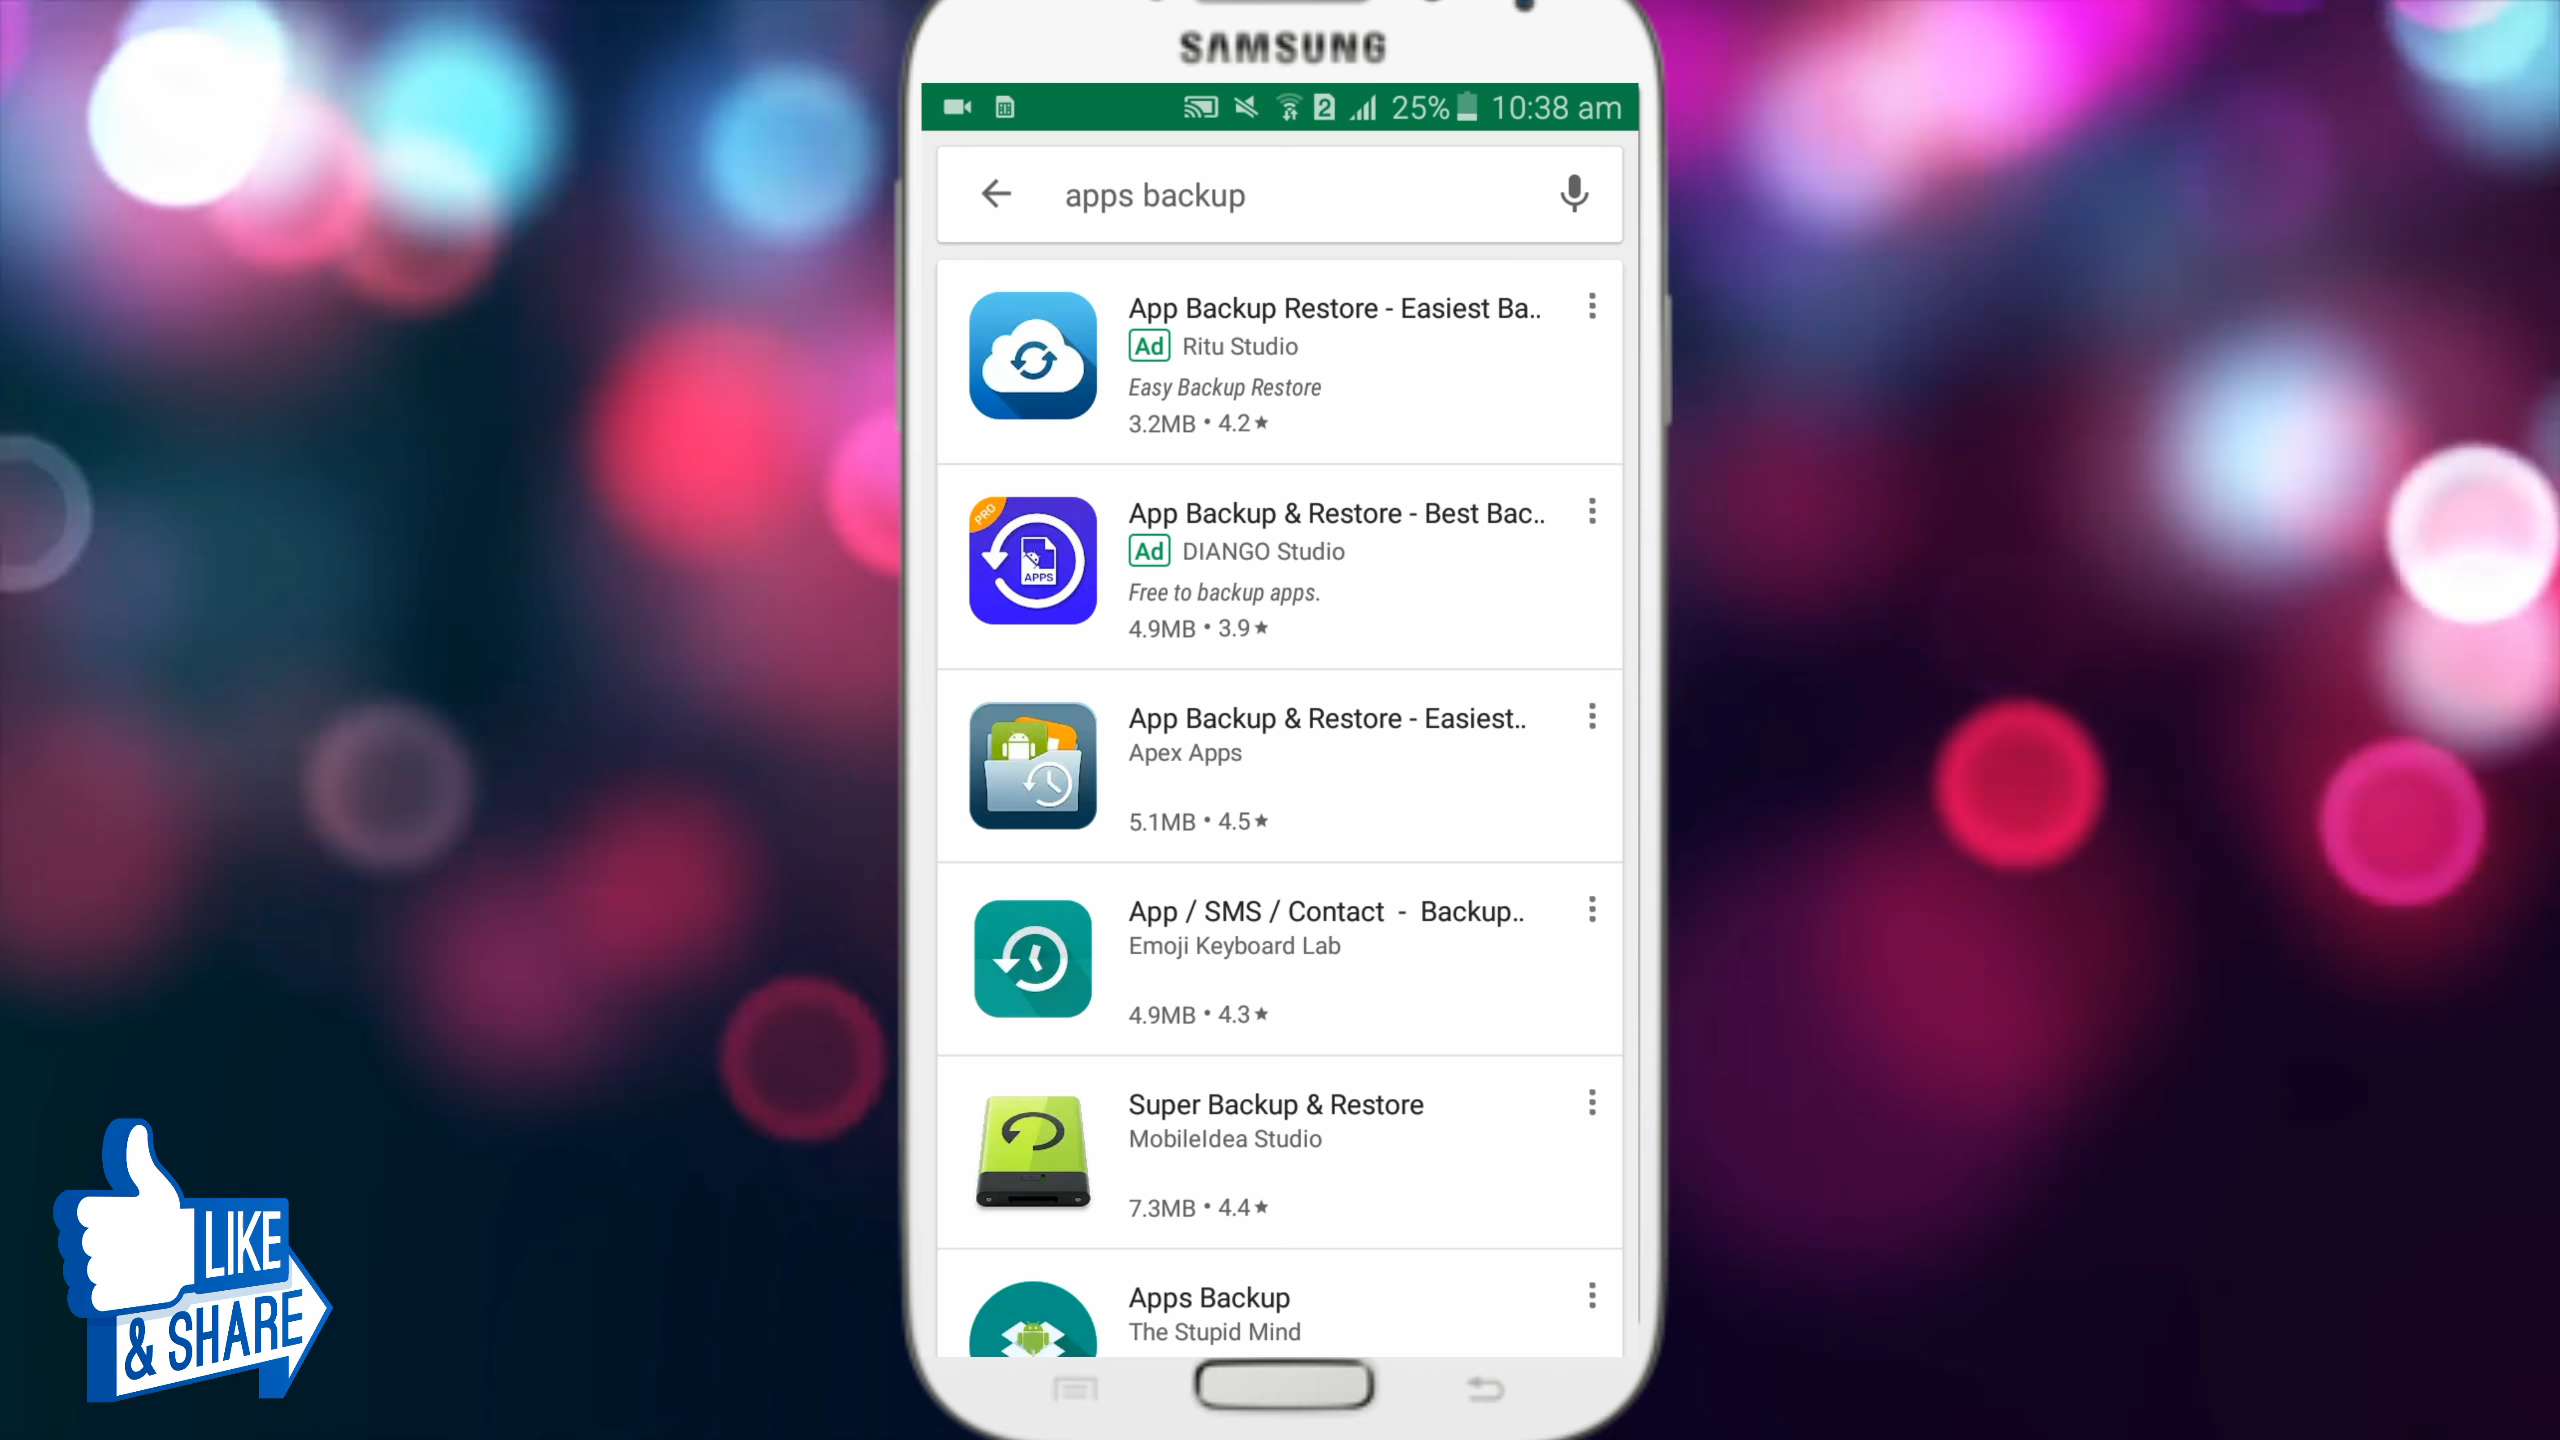 SAMSUNG
2 25% 10:38 am
apps backup
App Backup Restore - Easiest Ba..
Ad Ritu Studio
Easy Backup Restore
3.2MB • 4.2★
PRO
APPS
App Backup & Restore - Best Bac..
Ad DIANGO Studio
Free to backup apps.
4.9MB • 3.9★
App Backup & Restore - Easiest..
Apex Apps
5.1MB • 4.5★
App / SMS / Contact - Backup..
Emoji Keyboard Lab
4.9MB • 4.3★
Super Backup & Restore
MobileIdea Studio
7.3MB • 4.4★
Apps Backup
The Stupid Mind
LIKE
& SHARE